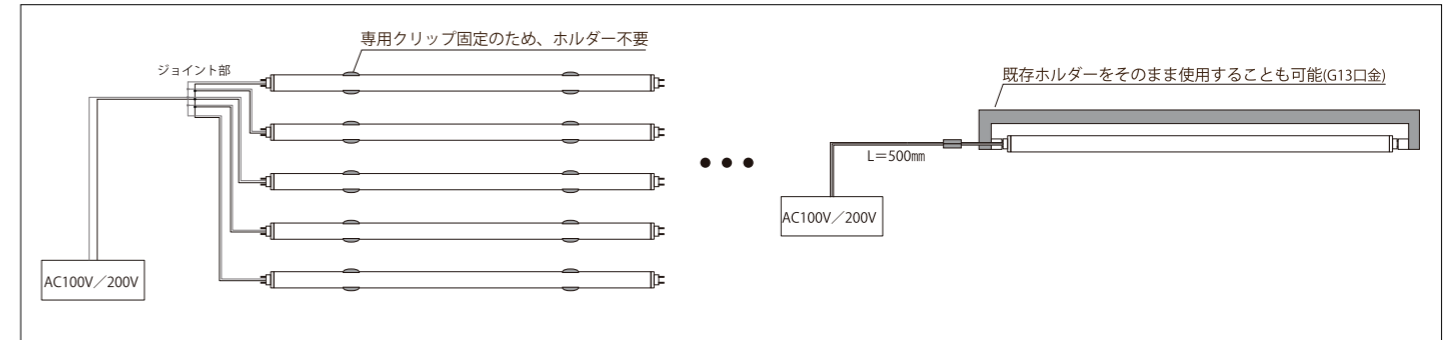 専用クリップ固定のため、ホルダー不要
ジョイント部
AC100V／200V
既存ホルダーをそのまま使用することも可能(G13口金)
L＝500㎜
AC100V／200V